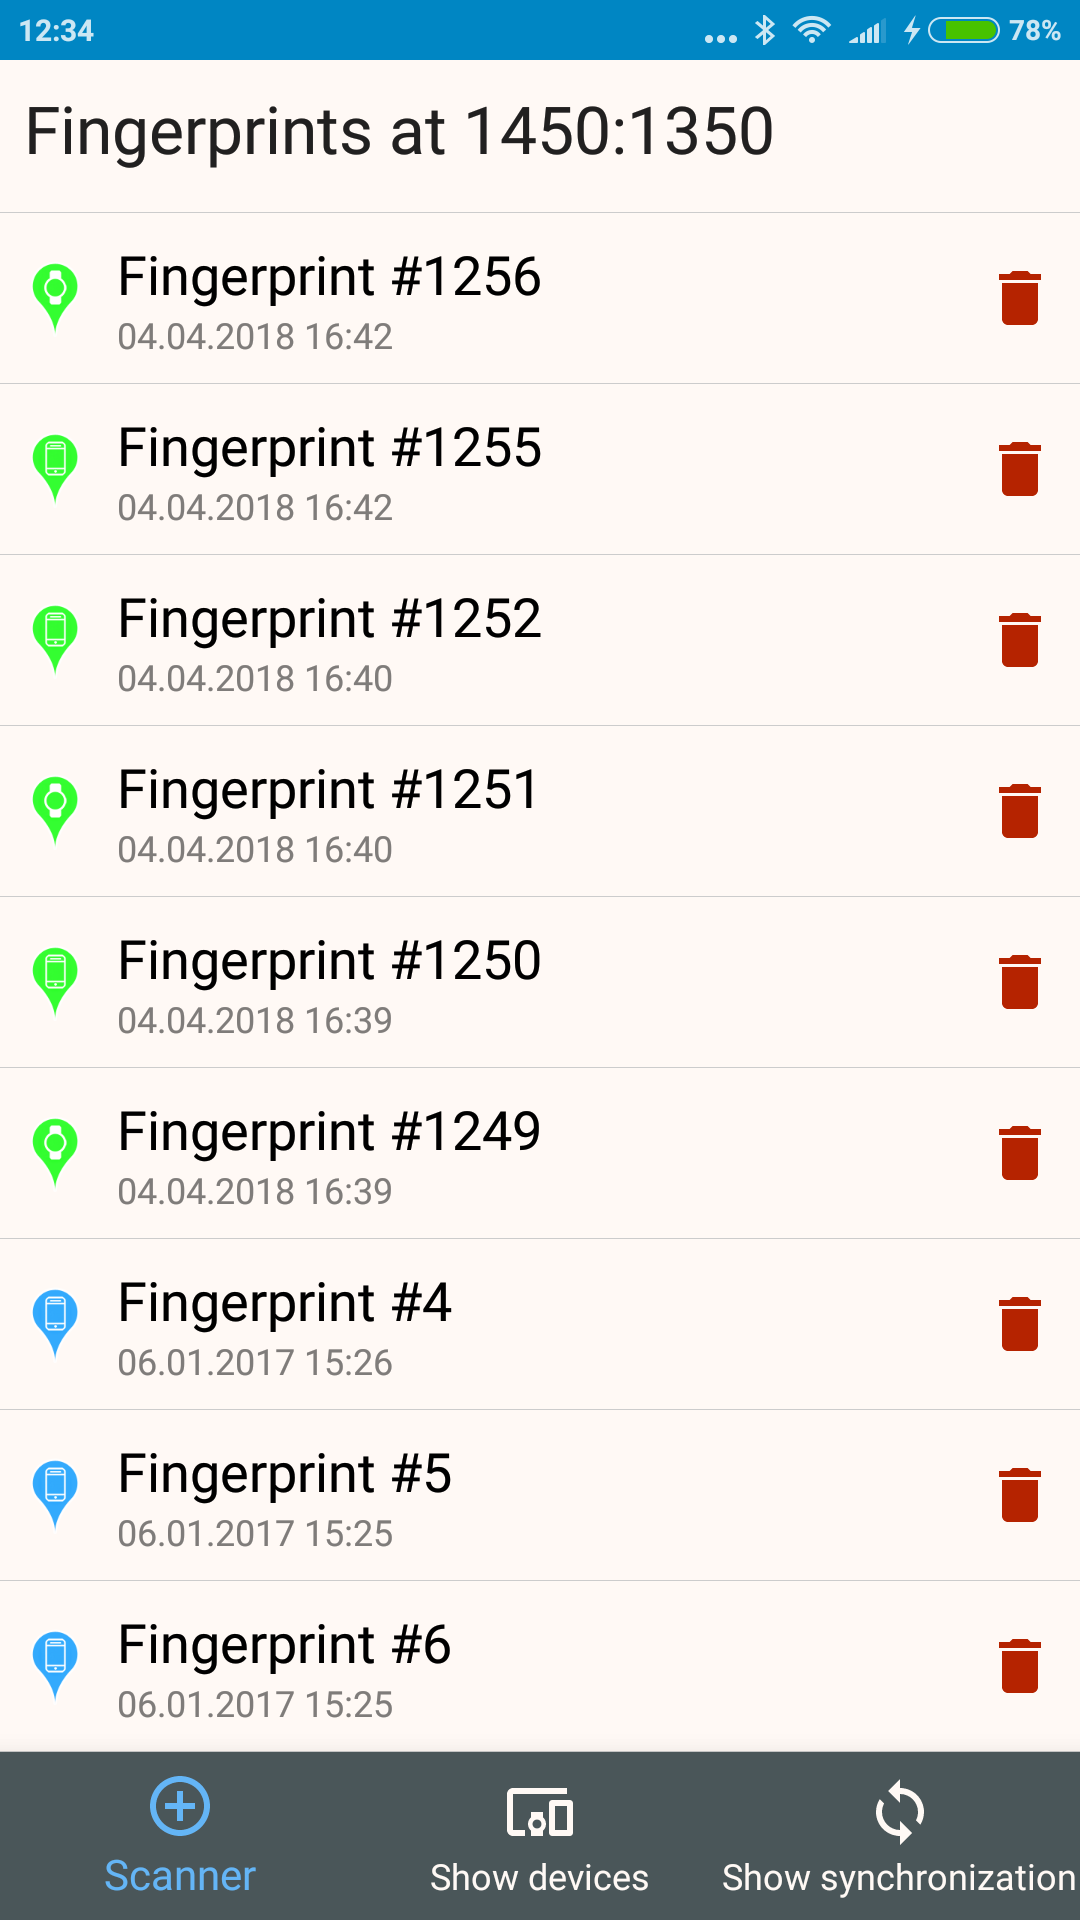 12:34 78%
Fingerprints at 1450:1350
Fingerprint #1256
04.04.2018 16:42
Fingerprint #1255
04.04.2018 16:42
Fingerprint #1252
04.04.2018 16:40
Fingerprint #1251
04.04.2018 16:40
Fingerprint #1250
04.04.2018 16:39
Fingerprint #1249
04.04.2018 16:39
Fingerprint #4
06.01.2017 15:26
Fingerprint #5
06.01.2017 15:25
Fingerprint #6
06.01.2017 15:25
Scanner Show devices Show synchronization